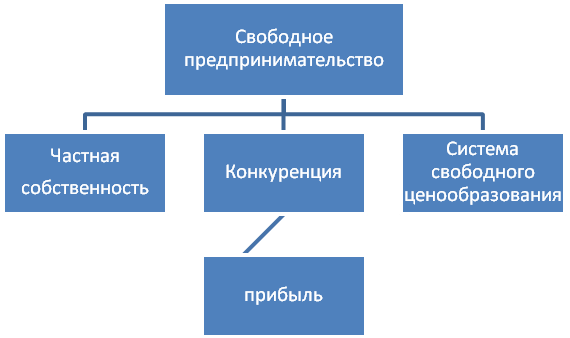 Свободное
предпринимательство
Частная
собственность
Конкуренция
Система
свободного
ценообразования
прибыль